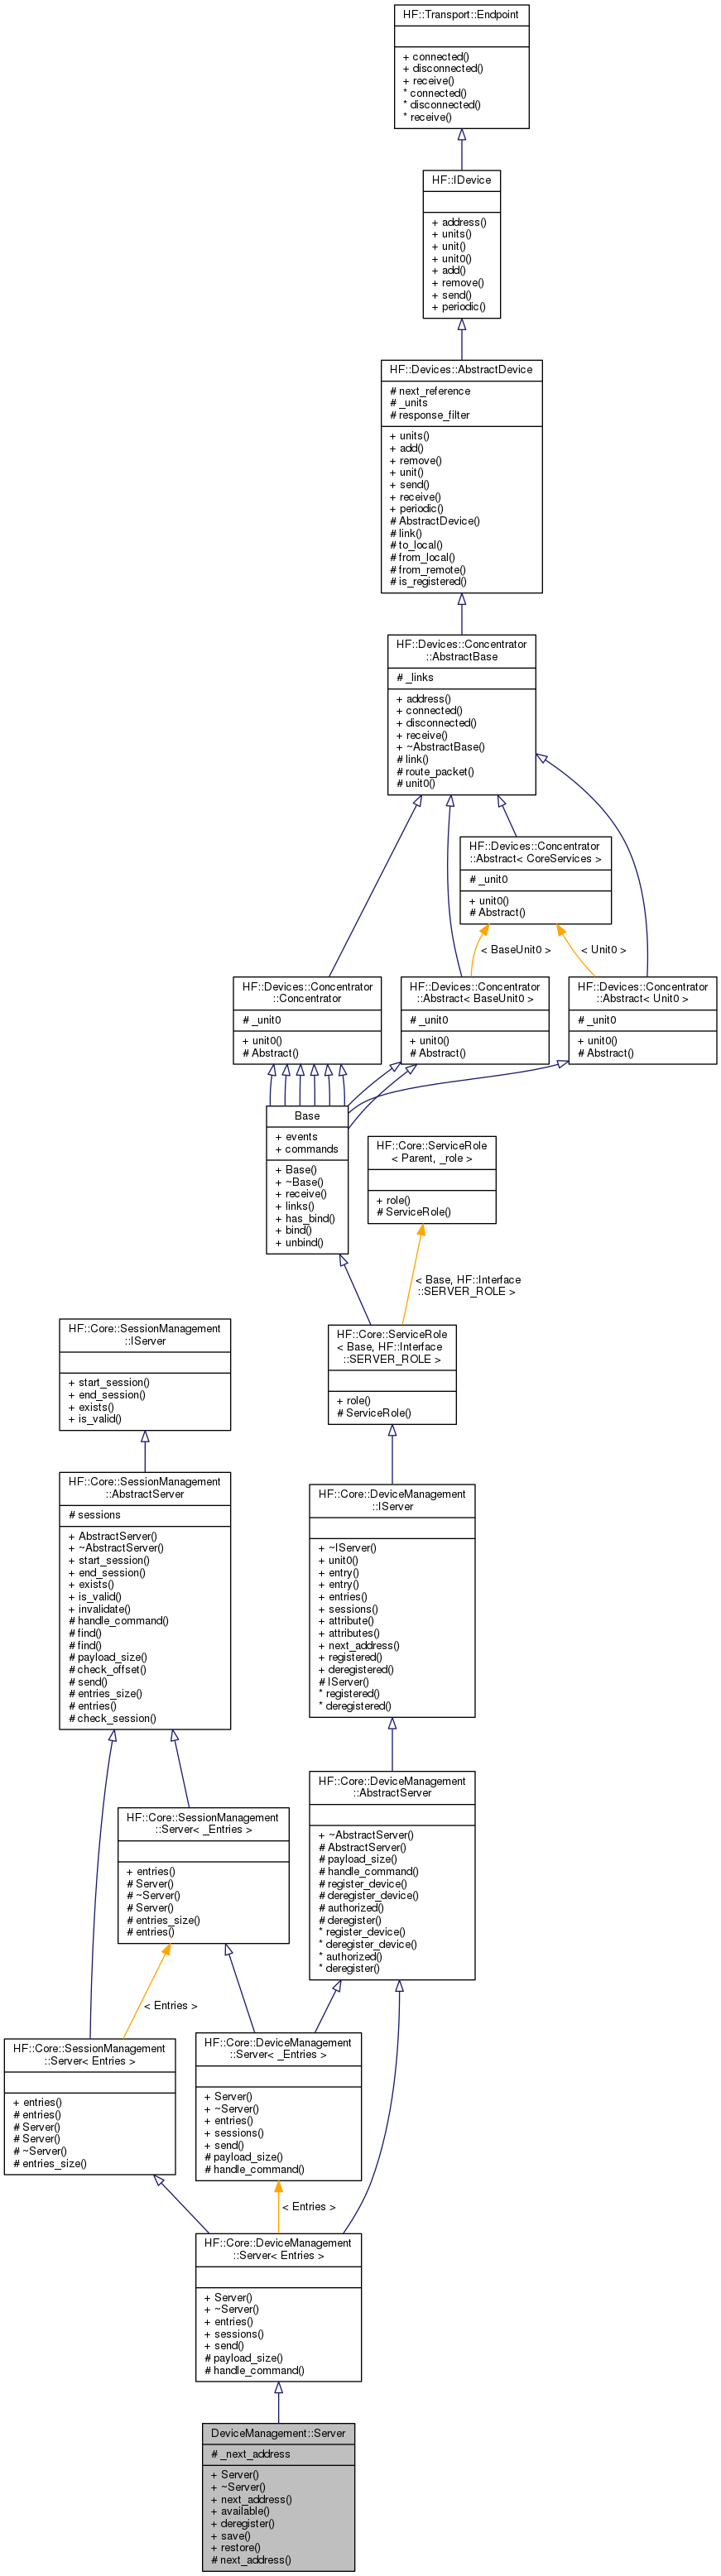 HF::Transport::Endpoint
+ connected()
+ disconnected()
+ receive()
* connected()
* disconnected()
* receive()
HF::IDevice
+ address()
+ units()
+ unit()
+ unit0()
+ add()
+ remove()
+ send()
+ periodic()
HF::Devices::AbstractDevice
# next_reference
# _units
# response_filter
+ units()
+ add()
+ remove()
+ unit()
+ send()
+ receive()
+ periodic()
# AbstractDevice()
# link()
# to_local()
# from_local()
# from_remote()
# is_registered()
HF::Devices::Concentrator
::AbstractBase
# _links
+ address()
+ connected()
+ disconnected()
+ receive()
+ ~AbstractBase()
# link()
# route_packet()
# unit0()
HF::Devices::Concentrator
::Abstract< CoreServices >
# _unit0
+ unit0()
# Abstract()
< BaseUnit0 >
< Unit0 >
HF::Devices::Concentrator
::Concentrator
# _unit0
+ unit0()
# Abstract()
HF::Devices::Concentrator
::Abstract< BaseUnit0 >
# _unit0
+ unit0()
# Abstract()
HF::Devices::Concentrator
::Abstract< Unit0 >
# _unit0
+ unit0()
# Abstract()
Base
+ events
+ commands
+ Base()
+ ~Base()
+ receive()
+ links()
+ has_bind()
+ bind()
+ unbind()
HF::Core::ServiceRole
< Parent, _role >
+ role()
# ServiceRole()
< Base, HF::Interface
::SERVER_ROLE >
HF::Core::ServiceRole
< Base, HF::Interface
::SERVER_ROLE >
+ role()
# ServiceRole()
HF::Core::SessionManagement
::IServer
+ start_session()
+ end_session()
+ exists()
+ is_valid()
HF::Core::SessionManagement
::AbstractServer
# sessions
+ AbstractServer()
+ ~AbstractServer()
+ start_session()
+ end_session()
+ exists()
+ is_valid()
+ invalidate()
# handle_command()
# find()
# find()
# payload_size()
# check_offset()
# send()
# entries_size()
# entries()
# check_session()
HF::Core::DeviceManagement
::IServer
+ ~IServer()
+ unit0()
+ entry()
+ entry()
+ entries()
+ sessions()
+ attribute()
+ attributes()
+ next_address()
+ registered()
+ deregistered()
# IServer()
* registered()
* deregistered()
HF::Core::DeviceManagement
::AbstractServer
+ ~AbstractServer()
# AbstractServer()
# payload_size()
# handle_command()
# register_device()
# deregister_device()
# authorized()
# deregister()
* register_device()
* deregister_device()
* authorized()
* deregister()
HF::Core::SessionManagement
::Server< _Entries >
+ entries()
# Server()
# ~Server()
# Server()
# entries_size()
# entries()
< Entries >
HF::Core::SessionManagement
::Server< Entries >
+ entries()
# entries()
# Server()
# Server()
# ~Server()
# entries_size()
HF::Core::DeviceManagement
::Server< _Entries >
+ Server()
+ ~Server()
+ entries()
+ sessions()
+ send()
# payload_size()
# handle_command()
< Entries >
HF::Core::DeviceManagement
::Server< Entries >
+ Server()
+ ~Server()
+ entries()
+ sessions()
+ send()
# payload_size()
# handle_command()
DeviceManagement::Server
# _next_address
+ Server()
+ ~Server()
+ next_address()
+ available()
+ deregister()
+ save()
+ restore()
# next_address()